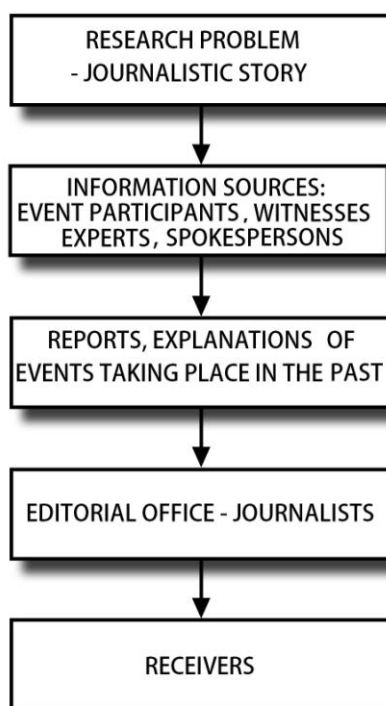 RESEARCH PROBLEM
- JOURNALISTIC STORY
INFORMATION SOURCES:
EVENT PARTICIPANTS, WITNESSES
EXPERTS, SPOKESPERSONS
REPORTS, EXPLANATIONS OF
EVENTS TAKING PLACE IN THE PAST
EDITORIAL OFFICE - JOURNALISTS
RECEIVERS